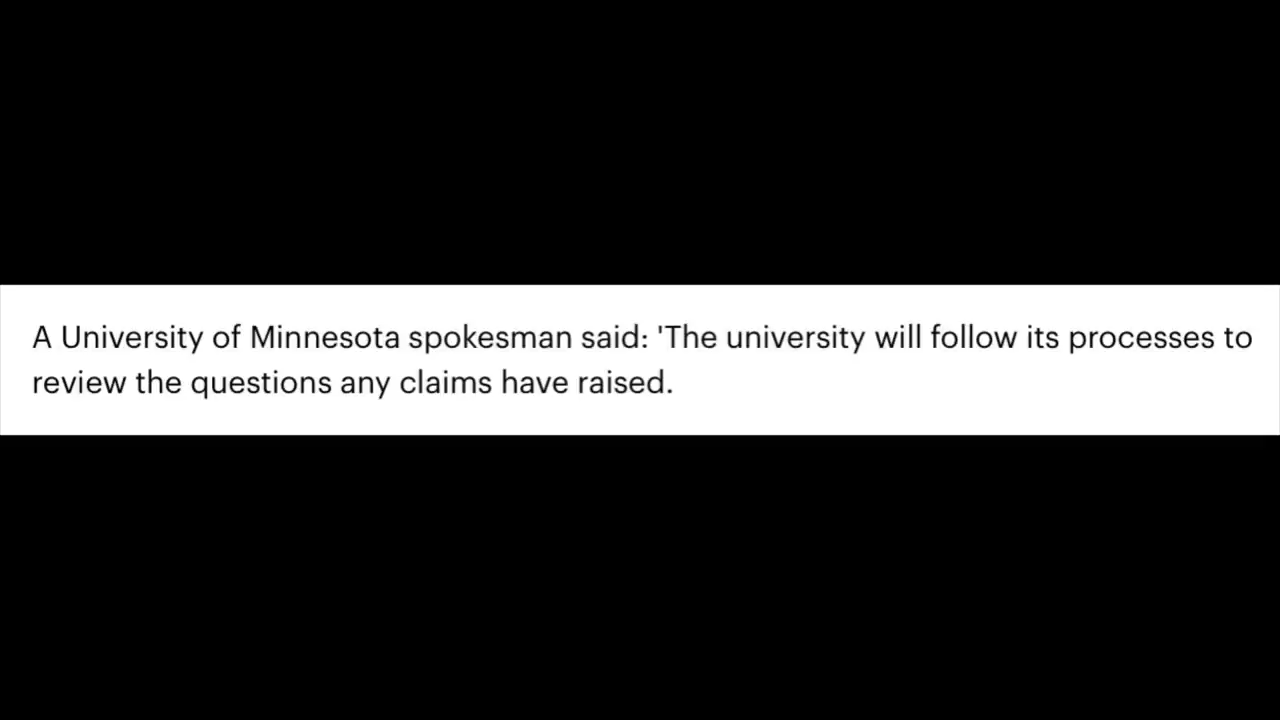 A University of Minnesota spokesman said: 'The university will follow its processes to
review the questions any claims have raised.